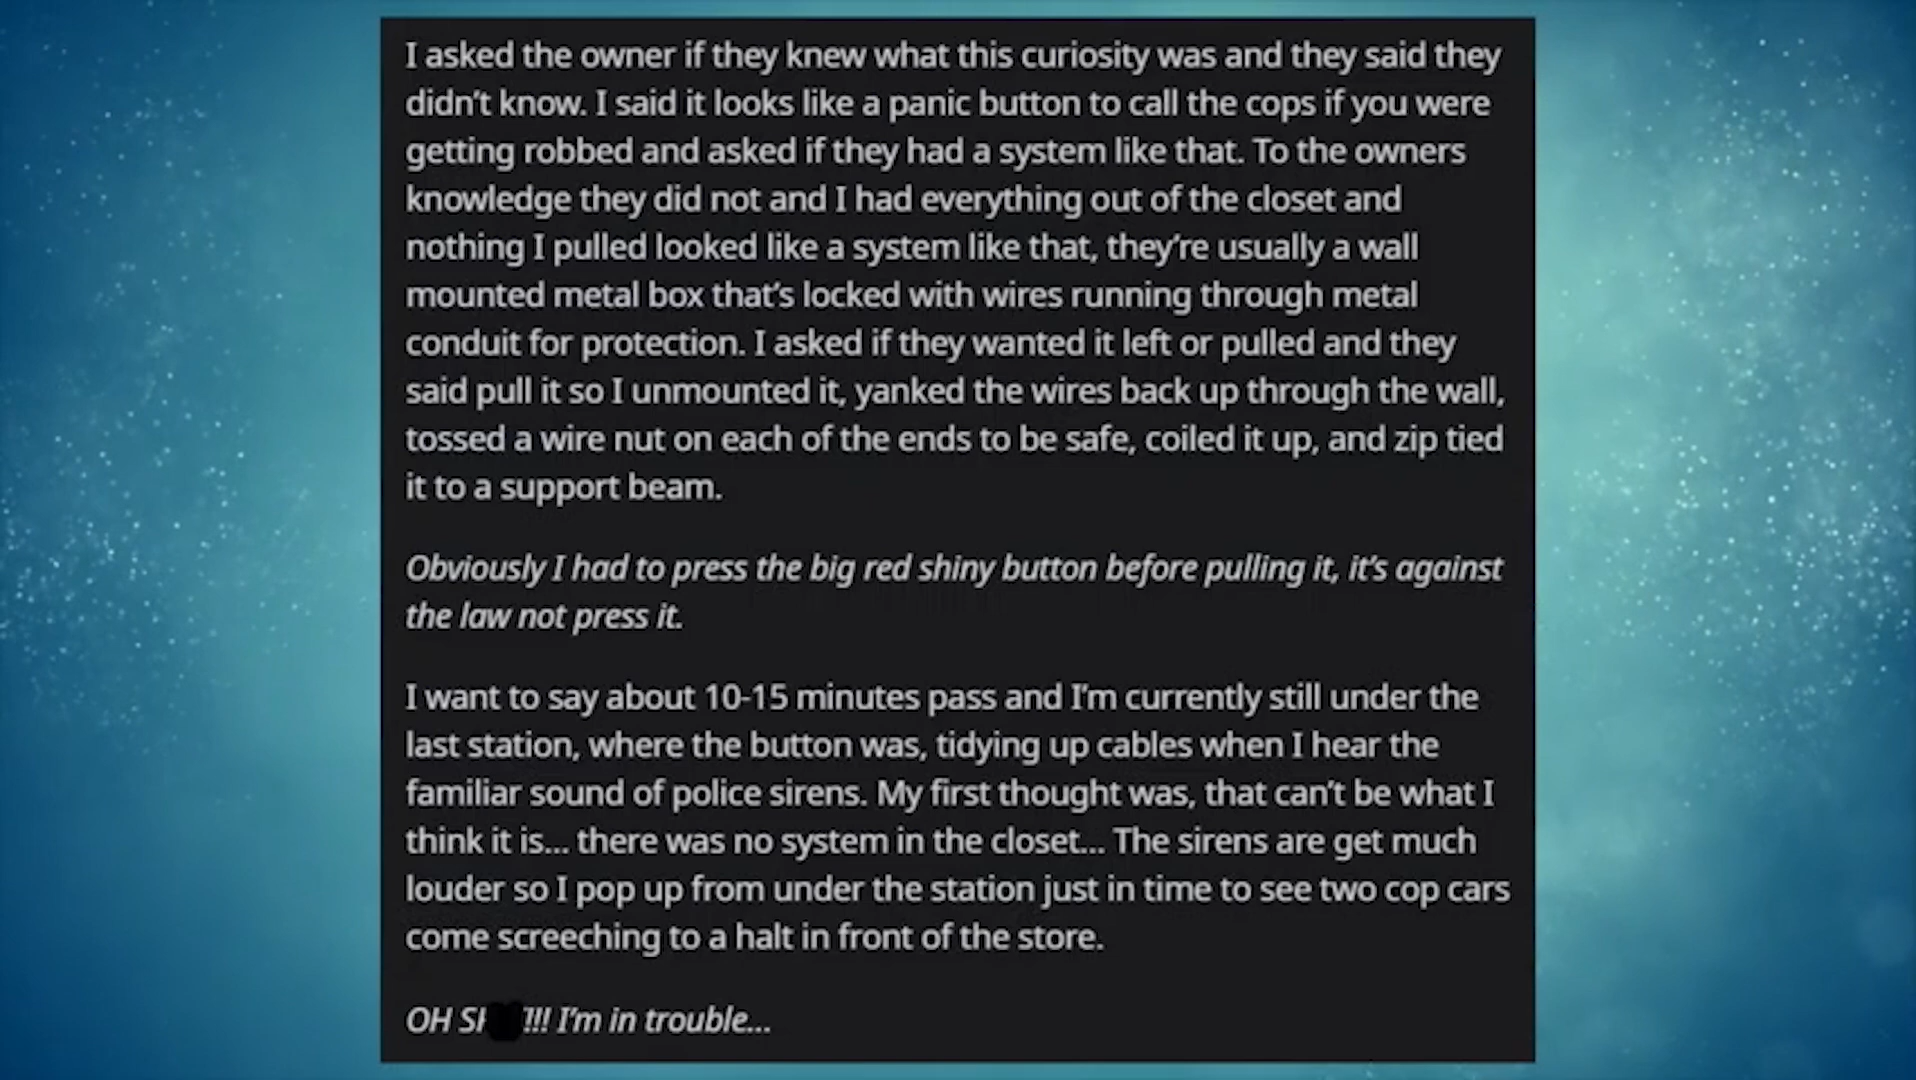 I asked the owner if they knew what this curiosity was and they said they
didn't know. I said it looks like a panic button to call the cops if you were
getting robbed and asked if they had a system like that. To the owners
knowledge they did not and I had everything out of the closet and
nothing I pulled looked like a system like that, they're usually a wall
mounted metal box that's locked with wires running through metal
conduit for protection. I asked if they wanted it left or pulled and they
said pull it so I unmounted it, yanked the wires back up through the wall,
tossed a wire nut on each of the ends to be safe, coiled it up, and zip tied
it to a support beam.
Obviously I had to press the big red shiny button before pulling it, it's against
the law not press it.
I want to say about 10-15 minutes pass and I'm currently still under the
last station, where the button was, tidying up cables when I hear the
familiar sound of police sirens. My first thought was, that can't be what I
think it is... there was no system in the closet... The sirens are get much
louder so I pop up from under the station just in time to see two cop cars
come screeching to a halt in front of the store.
OH !!! I'm in trouble...